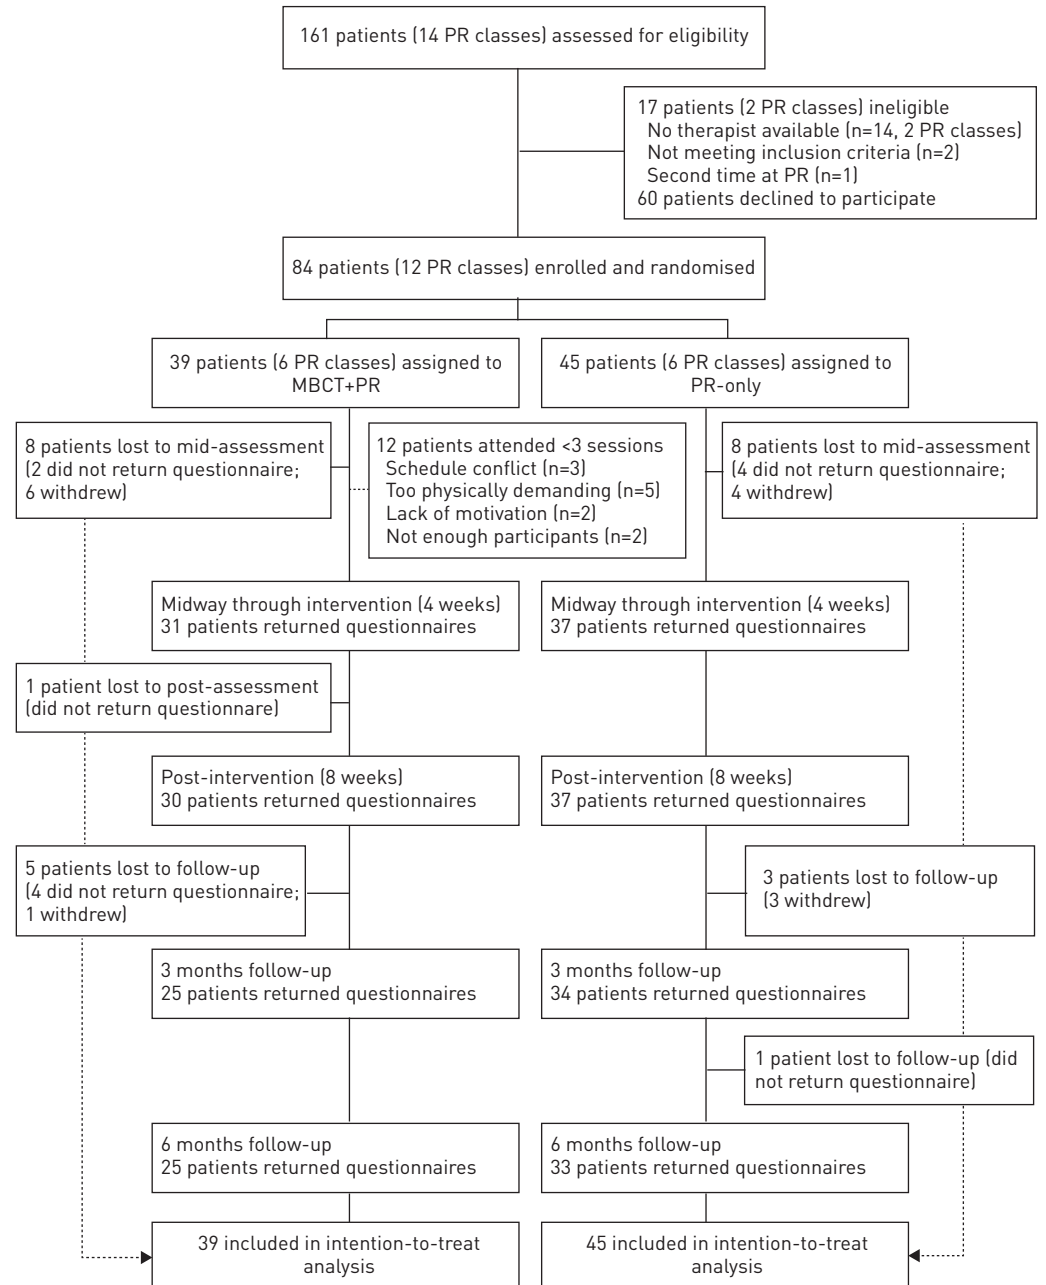 161 patients (14 PR classes) assessed for eligibility
17 patients (2 PR classes) ineligible
No therapist available (n=14, 2 PR classes)
Not meeting inclusion criteria (n=2)
Second time at PR (n=1)
60 patients declined to participate
84 patients (12 PR classes) enrolled and randomised
39 patients (6 PR classes) assigned to
MBCT+PR
45 patients (6 PR classes) assigned to
PR-only
8 patients lost to mid-assessment
(2 did not return questionnaire;
6 withdrew)
12 patients attended <3 sessions
Schedule conflict (n=3)
Too physically demanding (n=5)
Lack of motivation (n=2)
Not enough participants (n=2)
8 patients lost to mid-assessment
(4 did not return questionnaire;
4 withdrew)
Midway through intervention (4 weeks)
31 patients returned questionnaires
Midway through intervention (4 weeks)
37 patients returned questionnaires
1 patient lost to post-assessment
(did not return questionnare)
Post-intervention (8 weeks)
30 patients returned questionnaires
Post-intervention (8 weeks)
37 patients returned questionnaires
5 patients lost to follow-up
(4 did not return questionnaire;
1 withdrew)
3 patients lost to follow-up
(3 withdrew)
3 months follow-up
25 patients returned questionnaires
3 months follow-up
34 patients returned questionnaires
1 patient lost to follow-up (did
not return questionnaire)
6 months follow-up
25 patients returned questionnaires
6 months follow-up
33 patients returned questionnaires
39 included in intention-to-treat
analysis
45 included in intention-to-treat
analysis